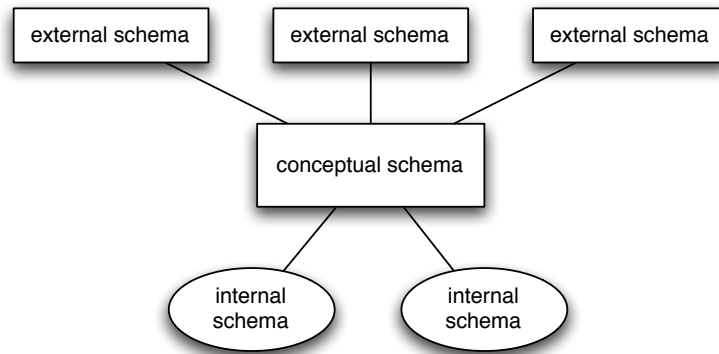 external schema
external schema
external schema
conceptual schema
internal
schema
internal
schema